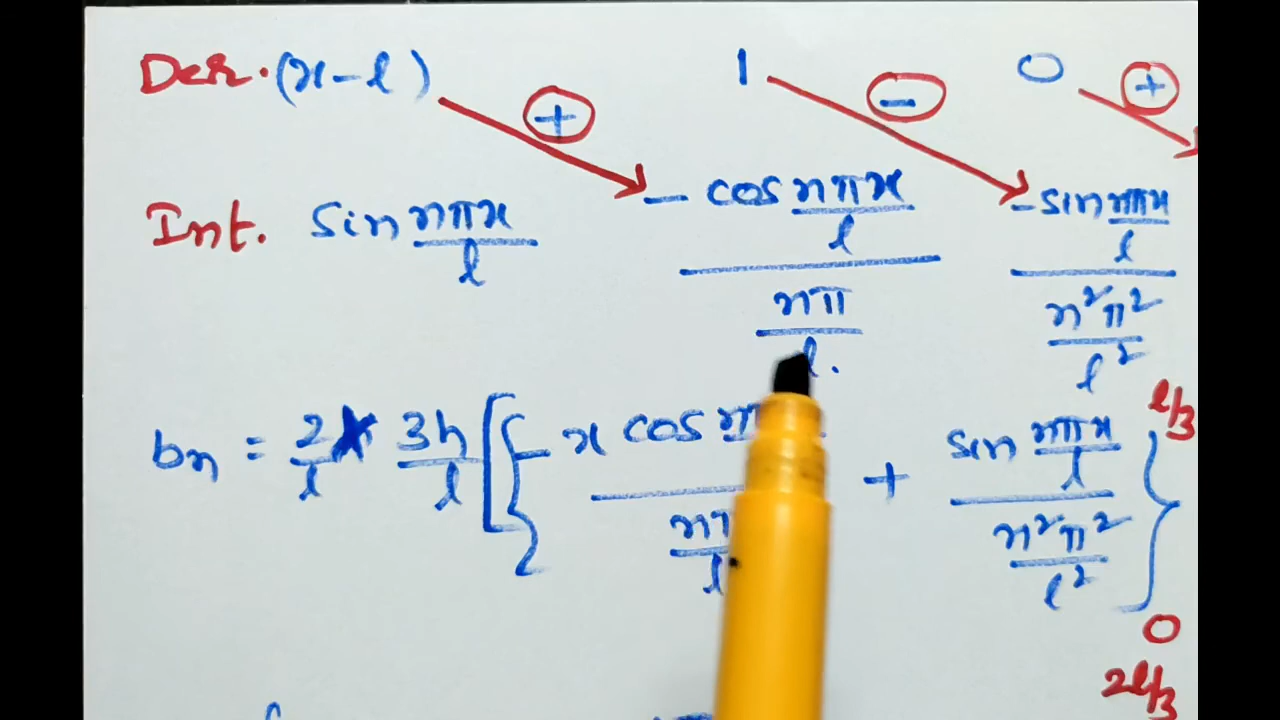 Der. (x-l) + 1 - 0 +
Int. sin nπx/l - cos nπx/l / nπ/l. - sin nπx/l / n²π²/l²
bn = 2/l × 3h/l [ { - x cos / + sin nπx/l / n²π²/l² } l/3
0
2l/3